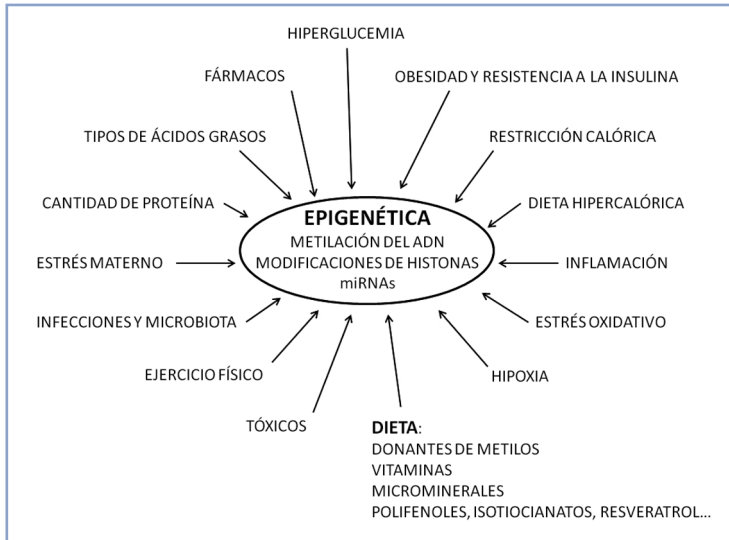 HIPERGLUCEMIA
FÁRMACOS
OBESIDAD Y RESISTENCIA A LA INSULINA
TIPOS DE ÁCIDOS GRASOS
RESTRICCIÓN CALÓRICA
CANTIDAD DE PROTEÍNA
DIETA HIPERCALÓRICA
EPIGENÉTICA
METILACIÓN DEL ADN
MODIFICACIONES DE HISTONAS
miRNAs
ESTRÉS MATERNO
INFLAMACIÓN
INFECCIONES Y MICROBIOTA
ESTRÉS OXIDATIVO
EJERCICIO FÍSICO
HIPOXIA
TÓXICOS
DIETA:
DONANTES DE METILOS
VITAMINAS
MICROMINERALES
POLIFENOLES, ISOTIOCIANATOS, RESVERATROL...